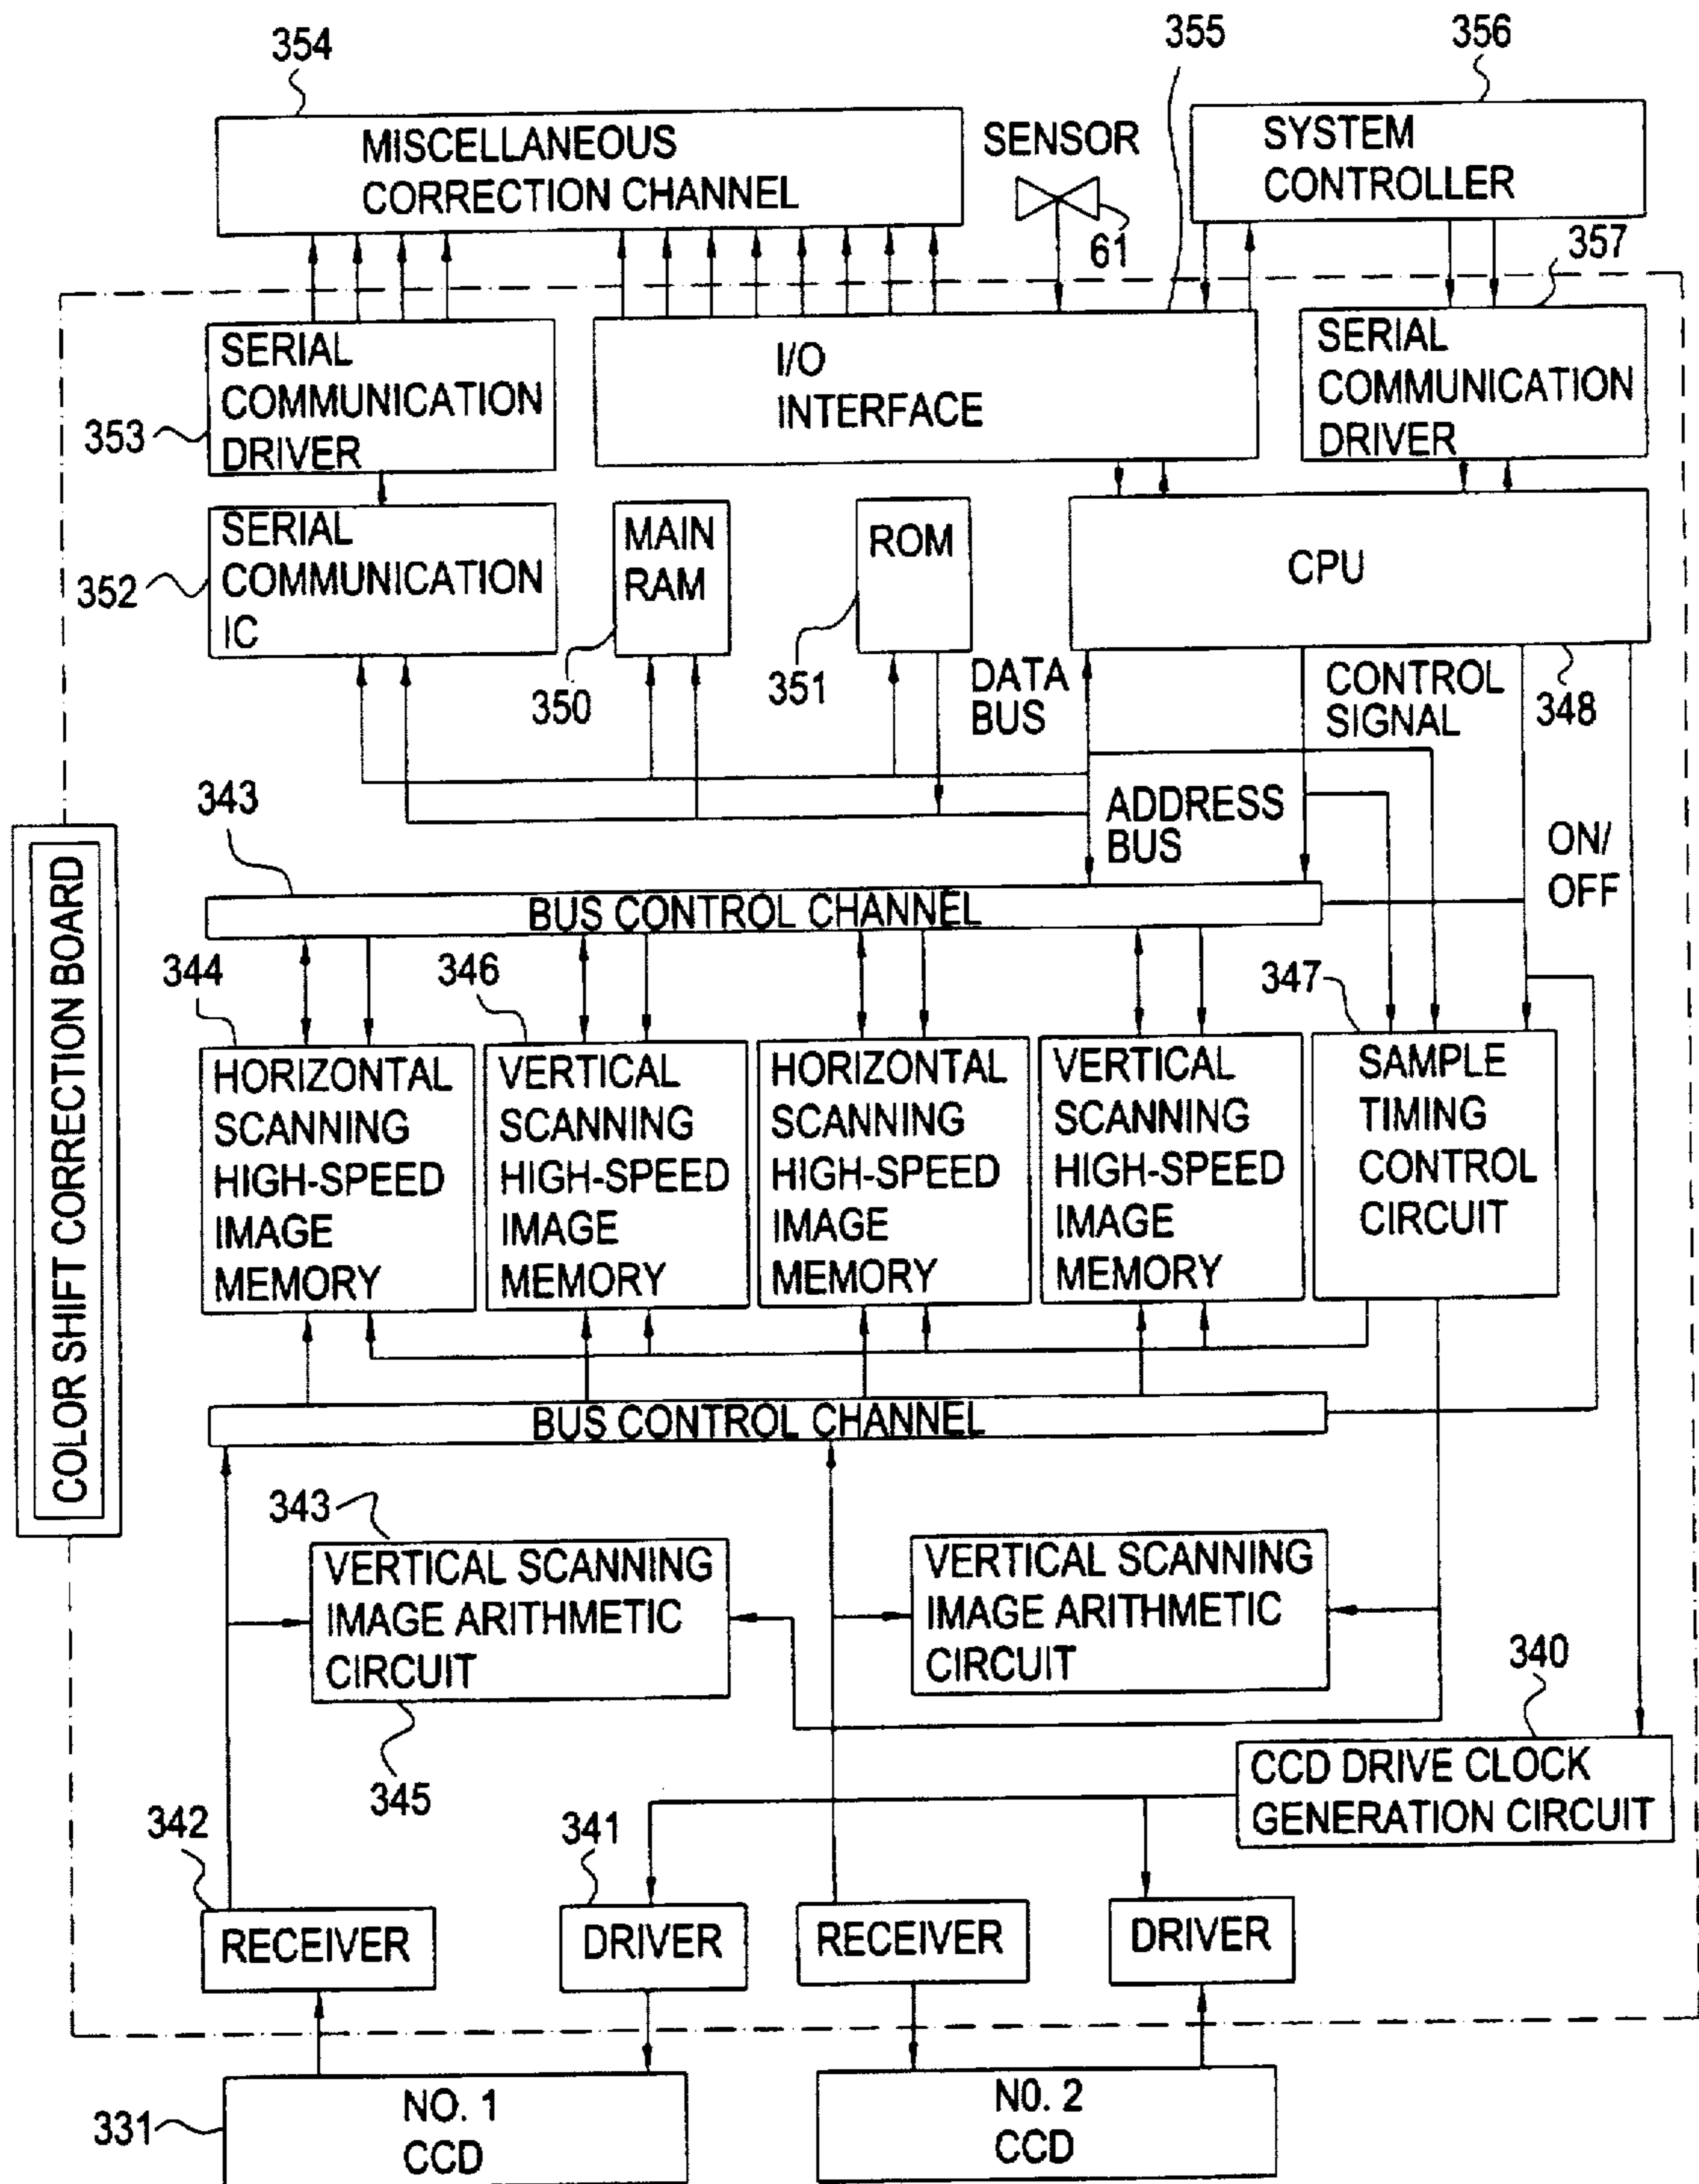 354
355
356
MISCELLANEOUS
CORRECTION CHANNEL
SENSOR
61
SYSTEM
CONTROLLER
357
SERIAL
COMMUNICATION
DRIVER
353
I/O
INTERFACE
SERIAL
COMMUNICATION
DRIVER
SERIAL
COMMUNICATION
IC
352
MAIN
RAM
350
ROM
351
CPU
348
DATA
BUS
CONTROL
SIGNAL
343
ADDRESS
BUS
ON/
OFF
BUS CONTROL CHANNEL
COLOR SHIFT CORRECTION BOARD
344
346
347
HORIZONTAL
SCANNING
HIGH-SPEED
IMAGE
MEMORY
VERTICAL
SCANNING
HIGH-SPEED
IMAGE
MEMORY
HORIZONTAL
SCANNING
HIGH-SPEED
IMAGE
MEMORY
VERTICAL
SCANNING
HIGH-SPEED
IMAGE
MEMORY
SAMPLE
TIMING
CONTROL
CIRCUIT
BUS CONTROL CHANNEL
343
VERTICAL SCANNING
IMAGE ARITHMETIC
CIRCUIT
345
VERTICAL SCANNING
IMAGE ARITHMETIC
CIRCUIT
340
CCD DRIVE CLOCK
GENERATION CIRCUIT
342
341
RECEIVER
DRIVER
RECEIVER
DRIVER
331
NO. 1
CCD
N0. 2
CCD